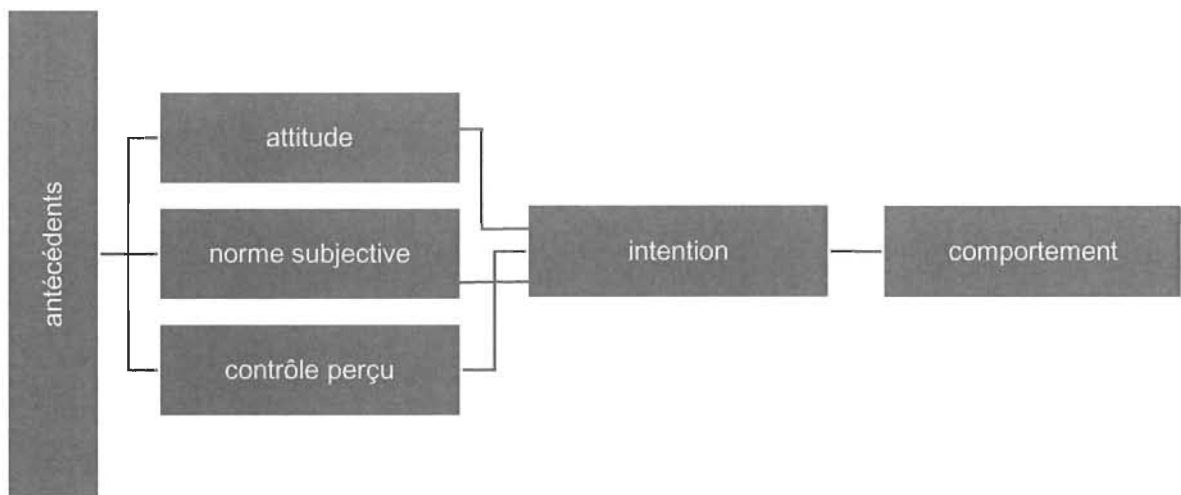 antécédents
attitude
norme subjective
contrôle perçu
intention
comportement